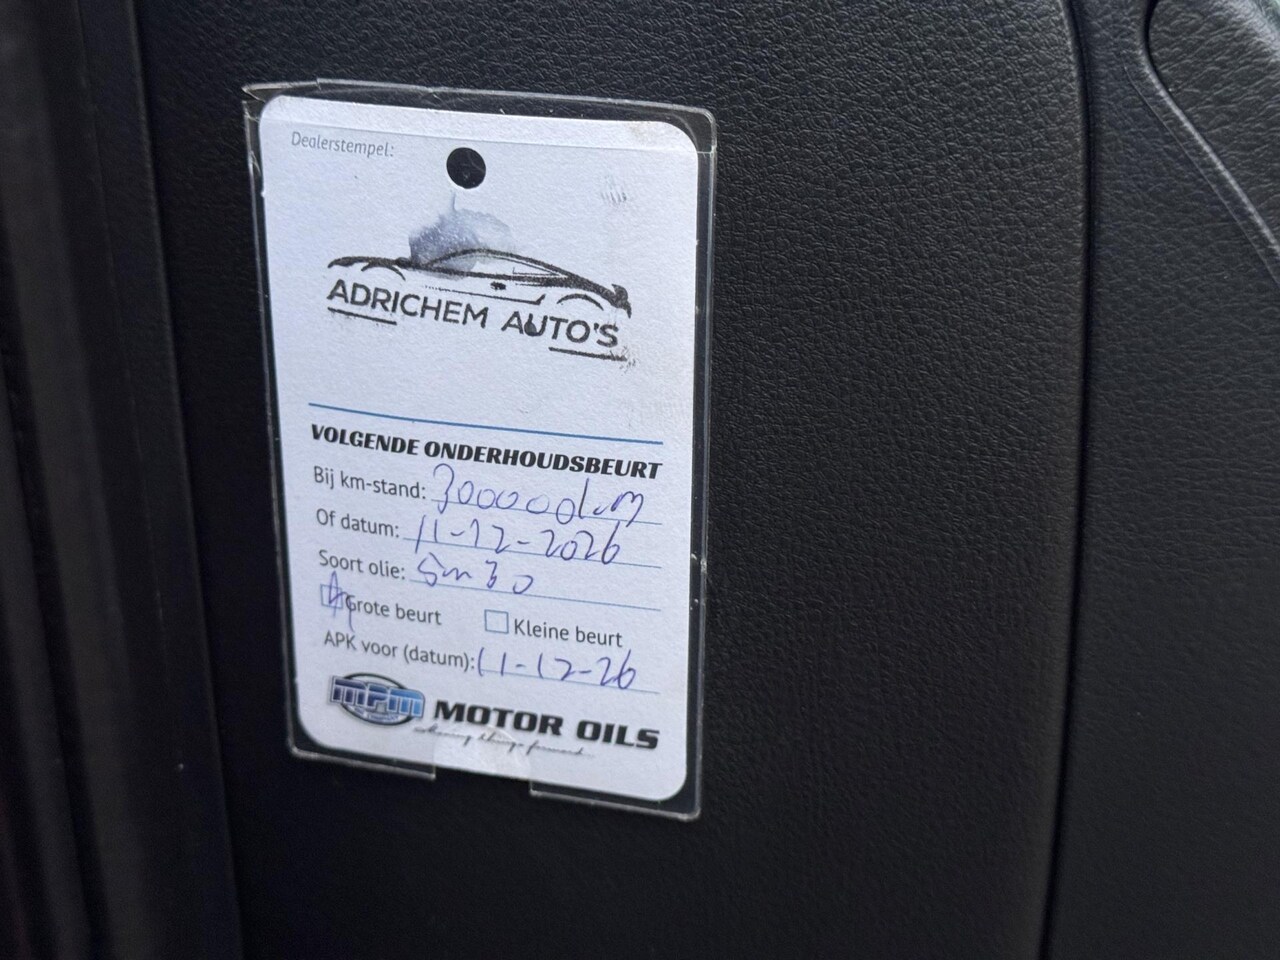 Dealerstempel:
ADRICHEM AUTO'S
VOLGENDE ONDERHOUDSBEURT
Bij km-stand:
Of datum: 11-12-2026
Soort olie: 5w30
Grote beurt Kleine beurt
APK voor (datum): 11-12-26
MPM MOTOR OILS